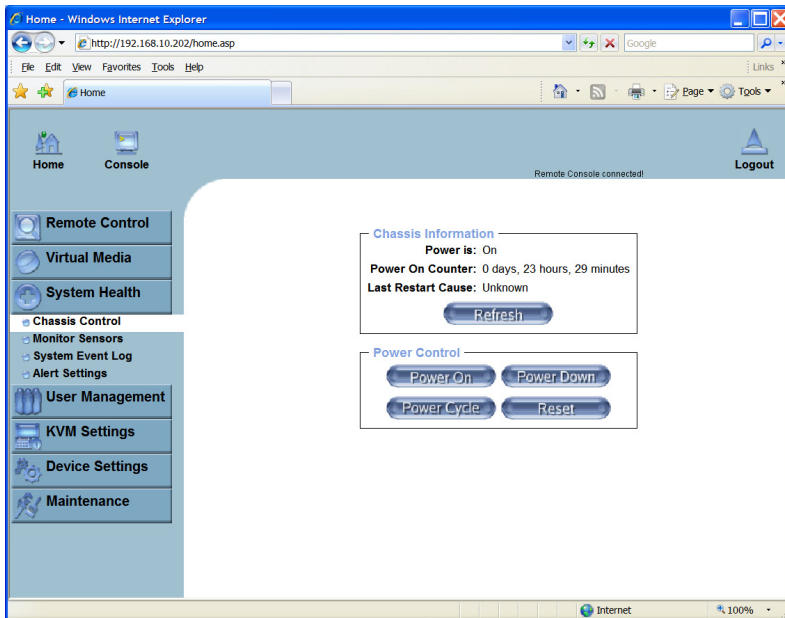 Home - Windows Internet Explorer
http://192.168.10.202/home.asp
Google
File Edit View Favorites Tools Help
Links
Home
Page
Tools
Home
Console
Remote Console connected!
Logout
Remote Control
Virtual Media
System Health
Chassis Control
Monitor Sensors
System Event Log
Alert Settings
User Management
KVM Settings
Device Settings
Maintenance
Chassis Information
Power is: On
Power On Counter: 0 days, 23 hours, 29 minutes
Last Restart Cause: Unknown
Refresh
Power Control
Power On
Power Down
Power Cycle
Reset
Internet
100%